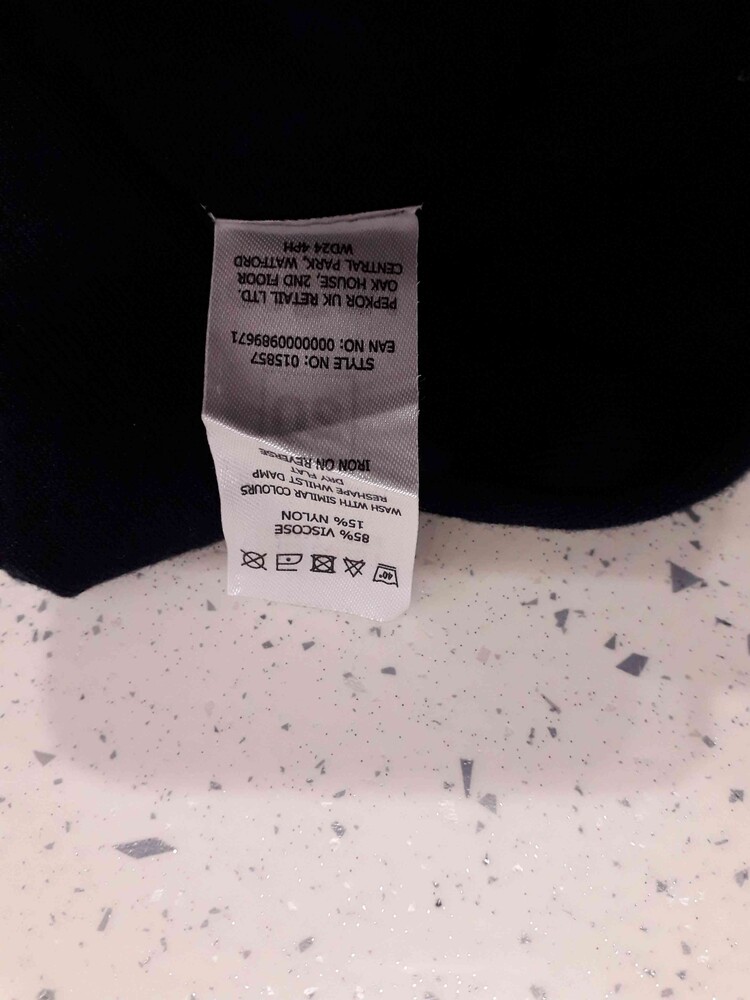 40°
85% VISCOSE
15% NYLON
WASH WITH SIMILAR COLOURS
RESHAPE WHILST DAMP
DRY FLAT
IRON ON REVERSE
STYLE NO: 015857
EAN NO: 0000000989671
PEPKOR UK RETAIL LTD.
OAK HOUSE, 2ND FLOOR
CENTRAL PARK, WATFORD
WD24 4PH